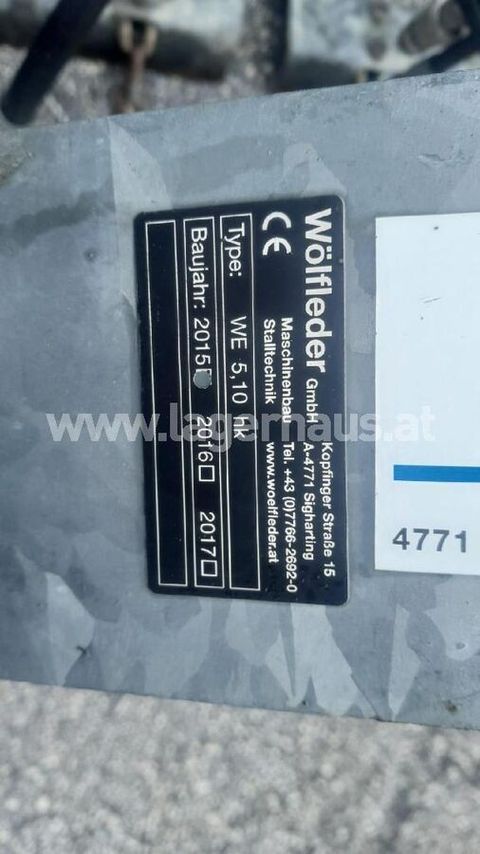 Wölfleder GmbH
Kopfinger Straße 15
A-4771 Sigharting
CE
Maschinenbau Tel. +43 (0)7766-2692-0
Stalltechnik www.woelfleder.at
Type: WE 5,10 hk
Baujahr: 2015 2016 2017
4771
www.lagerhaus.at